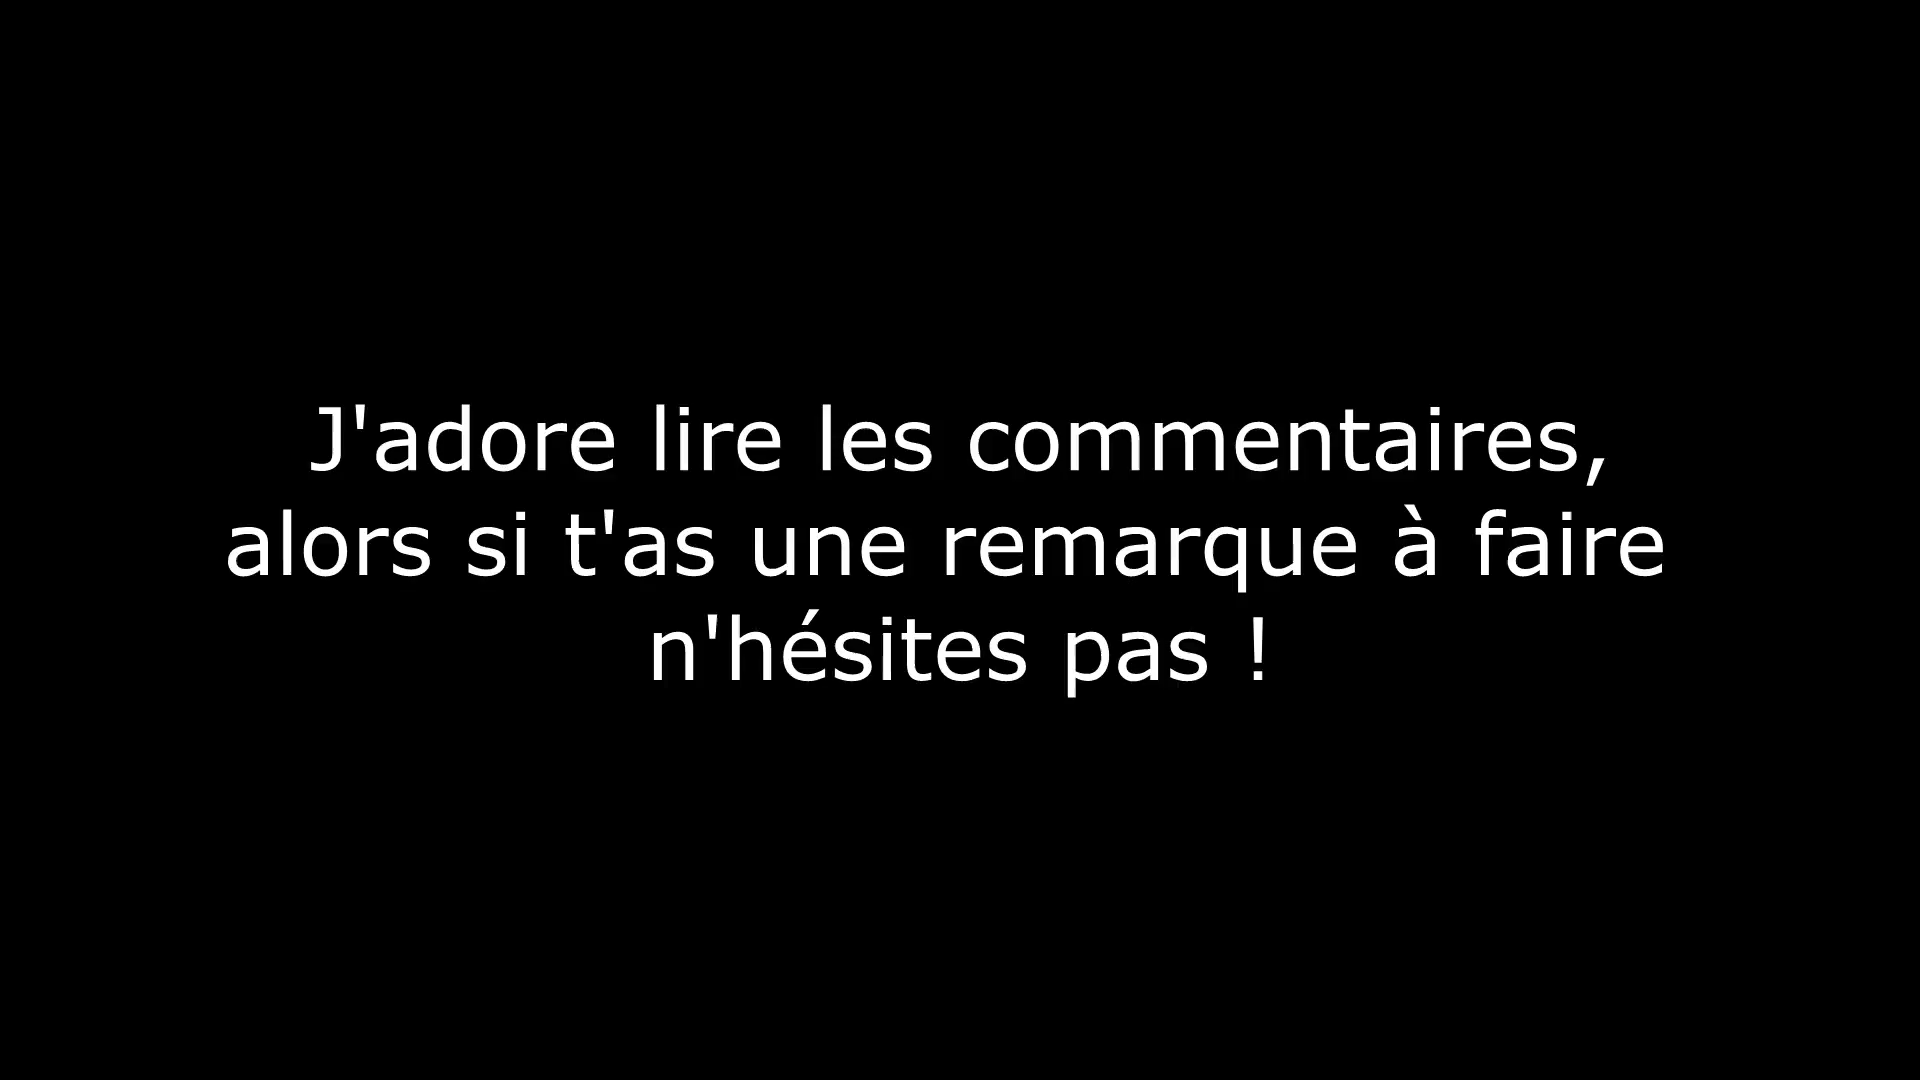 J'adore lire les commentaires,
alors si t'as une remarque à faire
n'hésites pas !